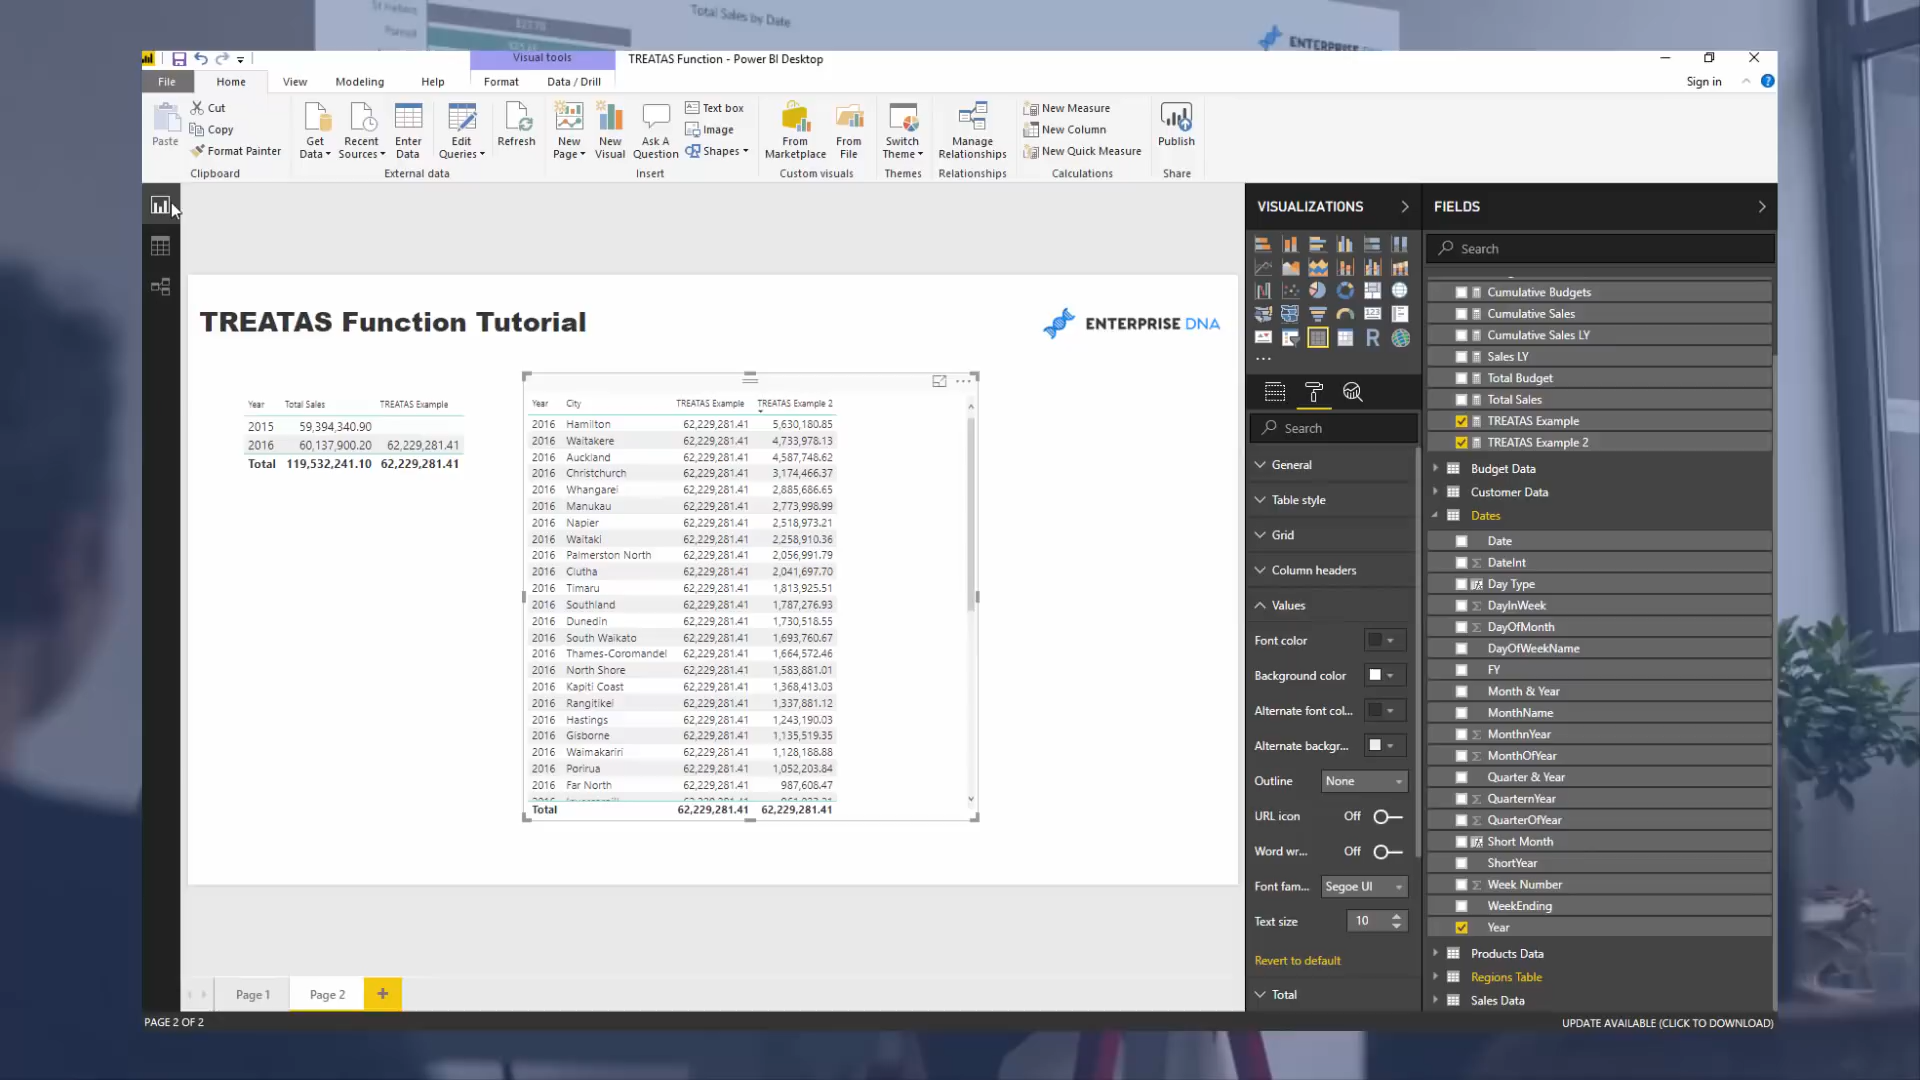 Total Sales by Date
ENTERPRISE
Visual tools
TREATAS Function - Power BI Desktop
File
Home
View
Modeling
Help
Format
Data / Drill
Sign in
Paste
Cut
Copy
Format Painter
Clipboard
Get Data
Recent Sources
Enter Data
Edit Queries
Refresh
External data
New Page
New Visual
Ask A Question
Text box
Image
Shapes
Insert
From Marketplace
From File
Custom visuals
Switch Theme
Themes
Manage Relationships
Relationships
New Measure
New Column
New Quick Measure
Calculations
Publish
Share
TREATAS Function Tutorial
ENTERPRISE DNA
Year Total Sales TREATAS Example
2015 59,394,340.90
2016 60,137,900.20 62,229,281.41
Total 119,532,241.10 62,229,281.41
Year City TREATAS Example TREATAS Example 2
2016 Hamilton 62,229,281.41 5,630,180.85
2016 Waitakere 62,229,281.41 4,733,978.13
2016 Auckland 62,229,281.41 4,587,748.62
2016 Christchurch 62,229,281.41 3,174,466.37
2016 Whangarei 62,229,281.41 2,885,686.65
2016 Manukau 62,229,281.41 2,773,998.99
2016 Napier 62,229,281.41 2,518,973.21
2016 Waitaki 62,229,281.41 2,258,910.36
2016 Palmerston North 62,229,281.41 2,056,991.79
2016 Clutha 62,229,281.41 2,041,697.70
2016 Timaru 62,229,281.41 1,813,925.51
2016 Southland 62,229,281.41 1,787,276.93
2016 Dunedin 62,229,281.41 1,730,518.55
2016 South Waikato 62,229,281.41 1,693,760.67
2016 Thames-Coromandel 62,229,281.41 1,664,572.46
2016 North Shore 62,229,281.41 1,583,881.01
2016 Kapiti Coast 62,229,281.41 1,368,413.03
2016 Rangitikei 62,229,281.41 1,337,881.12
2016 Hastings 62,229,281.41 1,243,190.03
2016 Gisborne 62,229,281.41 1,135,519.35
2016 Waimakariri 62,229,281.41 1,128,188.88
2016 Porirua 62,229,281.41 1,052,203.84
2016 Far North 62,229,281.41 987,608.47
Total 62,229,281.41 62,229,281.41
VISUALIZATIONS
Search
General
Table style
Grid
Column headers
Values
Font color
Background color
Alternate font col...
Alternate backgr...
Outline None
URL icon Off
Word wr... Off
Font fam... Segoe UI
Text size 10
Revert to default
Total
FIELDS
Search
Cumulative Budgets
Cumulative Sales
Cumulative Sales LY
Sales LY
Total Budget
Total Sales
TREATAS Example
TREATAS Example 2
Budget Data
Customer Data
Dates
Date
DateInt
Day Type
DayInWeek
DayOfMonth
DayOfWeekName
FY
Month & Year
MonthName
MonthnYear
MonthOfYear
Quarter & Year
QuarternYear
QuarterOfYear
Short Month
ShortYear
Week Number
WeekEnding
Year
Products Data
Regions Table
Sales Data
Page 1
Page 2
PAGE 2 OF 2
UPDATE AVAILABLE (CLICK TO DOWNLOAD)